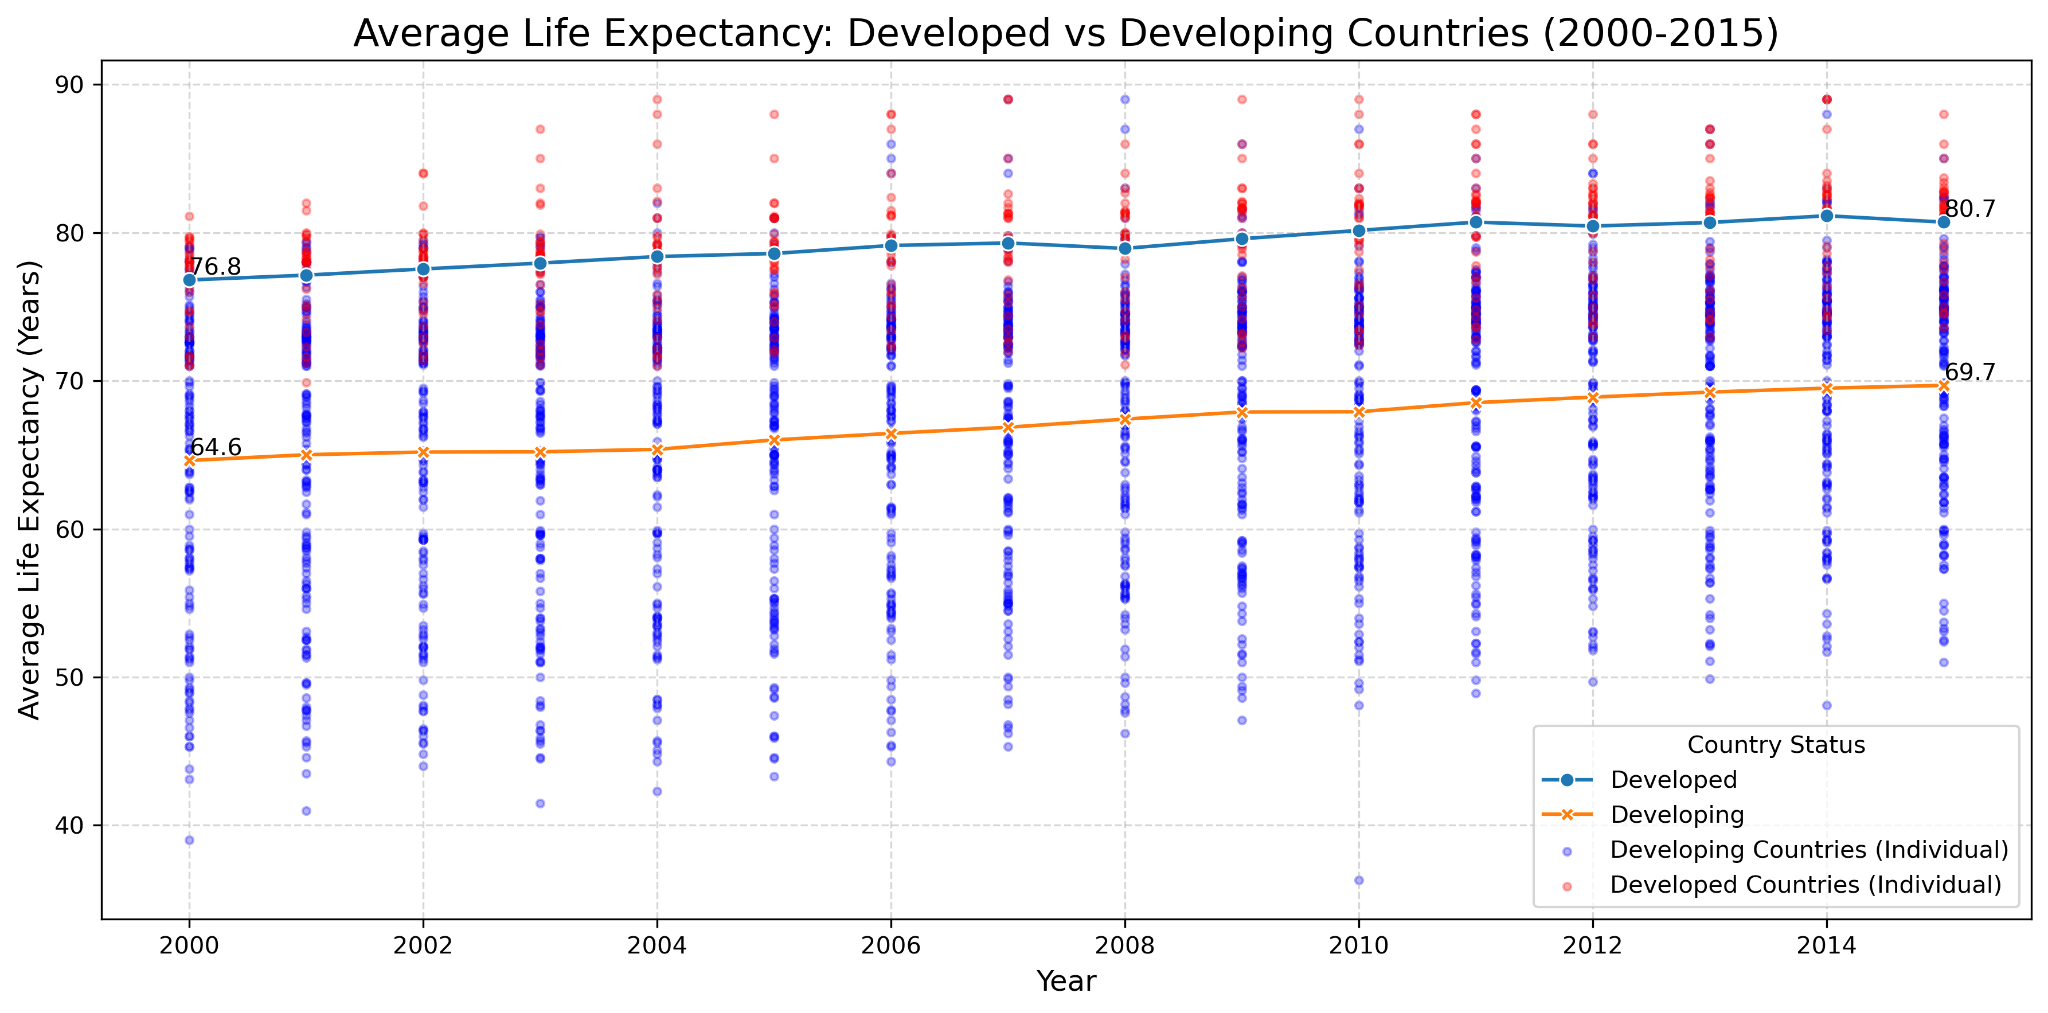 Average Life Expectancy: Developed vs Developing Countries (2000-2015)
Average Life Expectancy (Years)
90
80
70
60
50
40
76.8
80.7
64.6
69.7
Country Status
Developed
Developing
Developing Countries (Individual)
Developed Countries (Individual)
2000 2002 2004 2006 2008 2010 2012 2014
Year